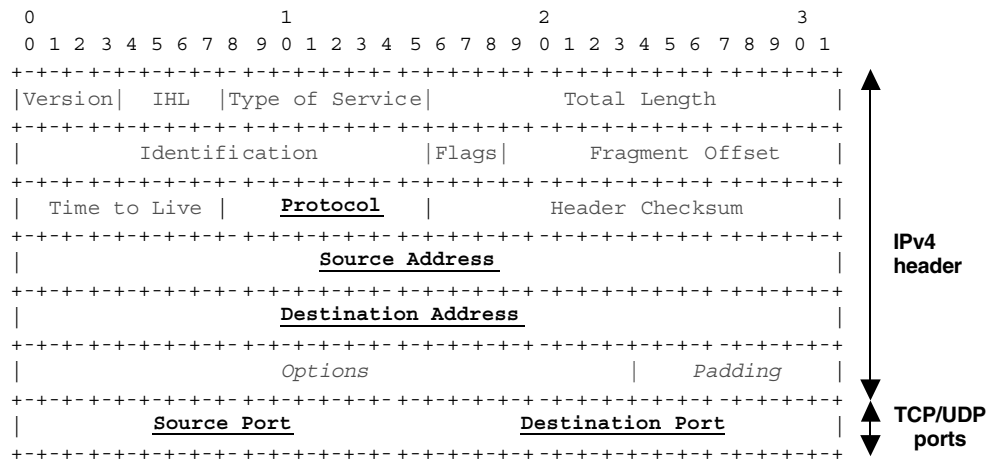 0 1 2 3
0 1 2 3 4 5 6 7 8 9 0 1 2 3 4 5 6 7 8 9 0 1 2 3 4 5 6 7 8 9 0 1
+-+-+-+-+-+-+-+-+-+-+-+-+-+-+-+-+-+-+-+-+-+-+-+-+-+-+-+-+-+-+-+-+
|Version| IHL |Type of Service| Total Length |
+-+-+-+-+-+-+-+-+-+-+-+-+-+-+-+-+-+-+-+-+-+-+-+-+-+-+-+-+-+-+-+-+
| Identification |Flags| Fragment Offset |
+-+-+-+-+-+-+-+-+-+-+-+-+-+-+-+-+-+-+-+-+-+-+-+-+-+-+-+-+-+-+-+-+
| Time to Live | Protocol | Header Checksum |
+-+-+-+-+-+-+-+-+-+-+-+-+-+-+-+-+-+-+-+-+-+-+-+-+-+-+-+-+-+-+-+-+
| Source Address |
+-+-+-+-+-+-+-+-+-+-+-+-+-+-+-+-+-+-+-+-+-+-+-+-+-+-+-+-+-+-+-+-+
| Destination Address |
+-+-+-+-+-+-+-+-+-+-+-+-+-+-+-+-+-+-+-+-+-+-+-+-+-+-+-+-+-+-+-+-+
| Options | Padding |
+-+-+-+-+-+-+-+-+-+-+-+-+-+-+-+-+-+-+-+-+-+-+-+-+-+-+-+-+-+-+-+-+
| Source Port Destination Port |
+-+-+-+-+-+-+-+-+-+-+-+-+-+-+-+-+-+-+-+-+-+-+-+-+-+-+-+-+-+-+-+-+
IPv4
header
TCP/UDP
ports